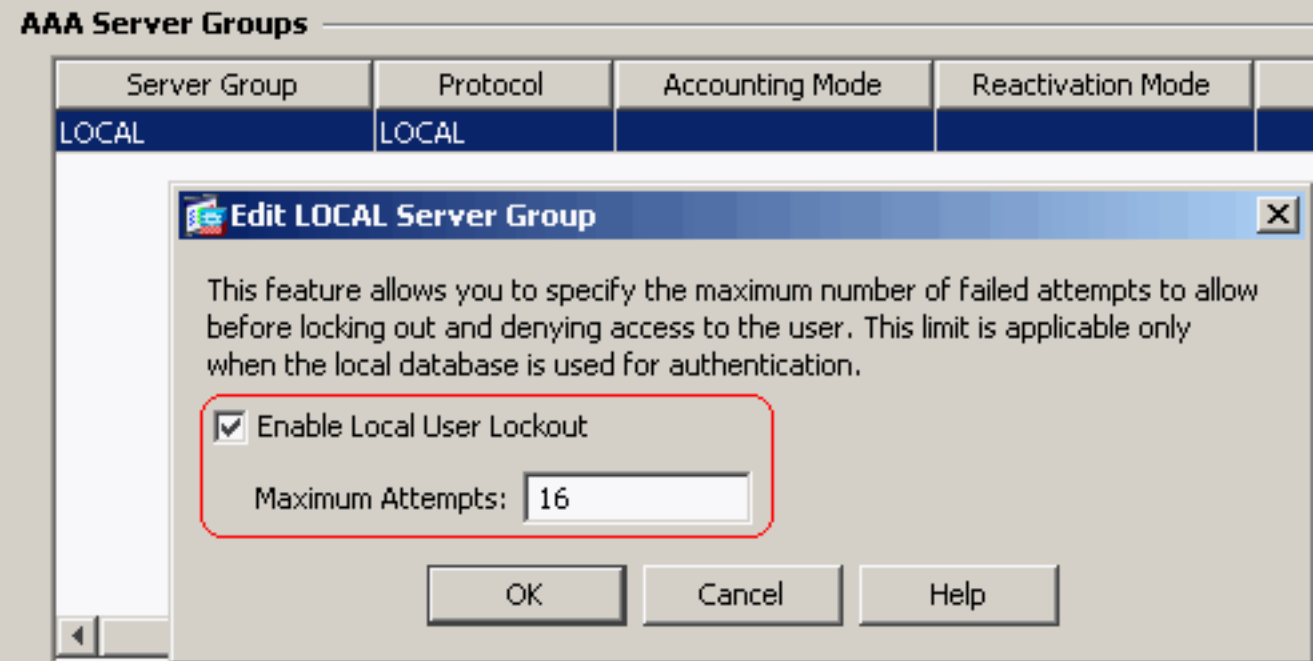 AAA Server Groups
Server Group Protocol Accounting Mode Reactivation Mode
LOCAL LOCAL
Edit LOCAL Server Group
This feature allows you to specify the maximum number of failed attempts to allow
before locking out and denying access to the user. This limit is applicable only
when the local database is used for authentication.
Enable Local User Lockout
Maximum Attempts: 16
OK Cancel Help